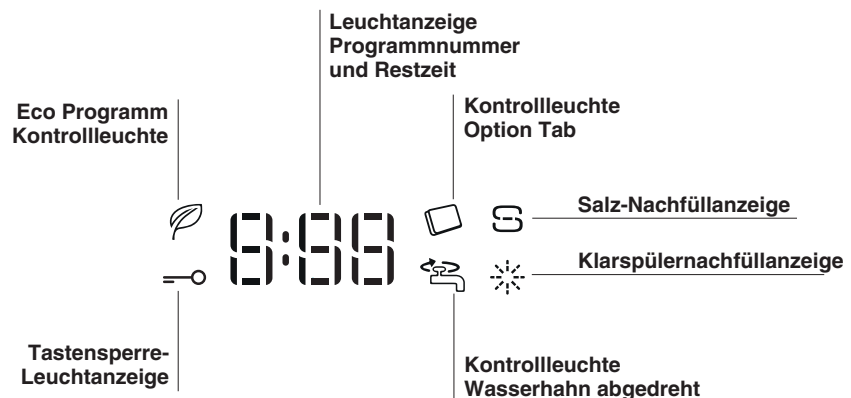 Leuchtanzeige
Programmnummer
und Restzeit
Eco Programm
Kontrollleuchte
Kontrollleuchte
Option Tab
8:88
Salz-Nachfüllanzeige
Klarspülernachfüllanzeige
Tastensperre-
Leuchtanzeige
Kontrollleuchte
Wasserhahn abgedreht